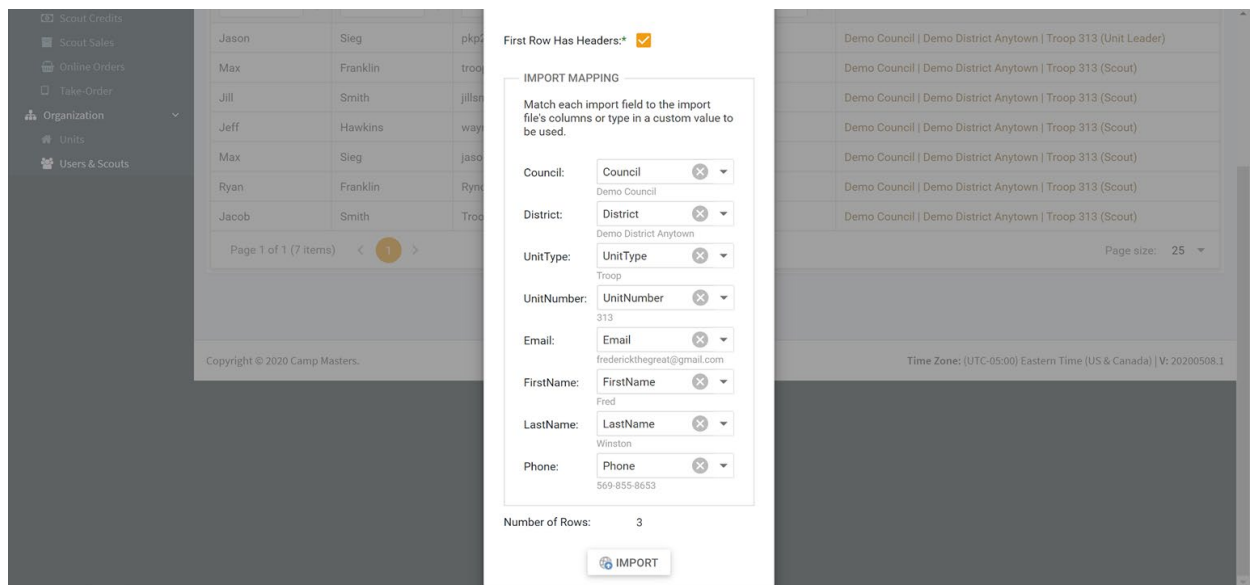 Scout Credits
Scout Sales
Online Orders
Take-Order
Organization
Units
Users & Scouts
Jason Sieg pkp2 Demo Council | Demo District Anytown | Troop 313 (Unit Leader)
Max Franklin troo Demo Council | Demo District Anytown | Troop 313 (Scout)
Jill Smith jillsn Demo Council | Demo District Anytown | Troop 313 (Scout)
Jeff Hawkins way Demo Council | Demo District Anytown | Troop 313 (Scout)
Max Sieg jaso Demo Council | Demo District Anytown | Troop 313 (Scout)
Ryan Franklin Rync Demo Council | Demo District Anytown | Troop 313 (Scout)
Jacob Smith Troo Demo Council | Demo District Anytown | Troop 313 (Scout)
Page 1 of 1 (7 items) < 1 > Page size: 25
Copyright © 2020 Camp Masters. Time Zone: (UTC-05:00) Eastern Time (US & Canada) | V: 20200508.1
First Row Has Headers:*
IMPORT MAPPING
Match each import field to the import
file's columns or type in a custom value to
be used.
Council: Council
Demo Council
District: District
Demo District Anytown
UnitType: UnitType
Troop
UnitNumber: UnitNumber
313
Email: Email
frederickthegreat@gmail.com
FirstName: FirstName
Fred
LastName: LastName
Winston
Phone: Phone
569-855-8653
Number of Rows: 3
IMPORT